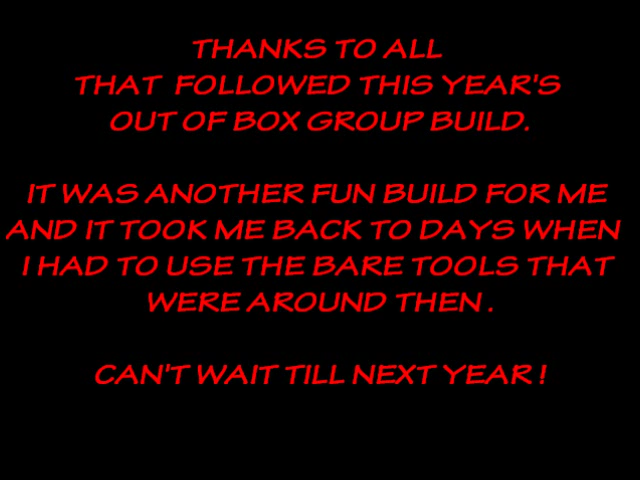 THANKS TO ALL
THAT FOLLOWED THIS YEAR'S
OUT OF BOX GROUP BUILD.
IT WAS ANOTHER FUN BUILD FOR ME
AND IT TOOK ME BACK TO DAYS WHEN
I HAD TO USE THE BARE TOOLS THAT
WERE AROUND THEN .
CAN'T WAIT TILL NEXT YEAR !